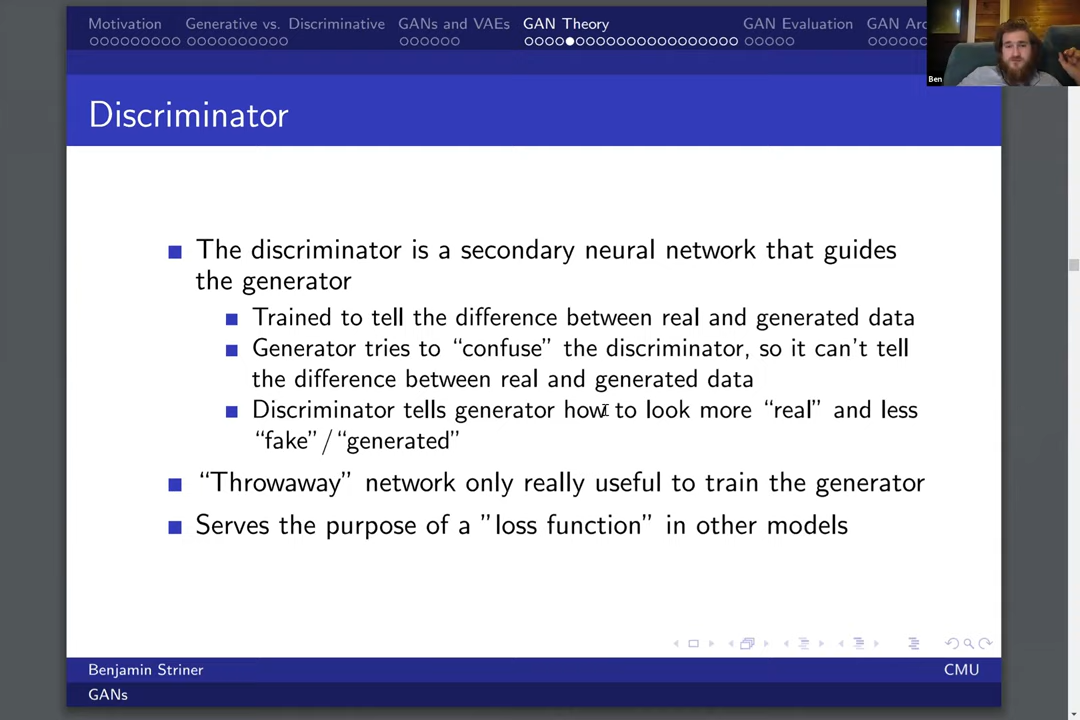 Motivation Generative vs. Discriminative GANs and VAEs GAN Theory GAN Evaluation GAN
Ben
Discriminator
The discriminator is a secondary neural network that guides
the generator
Trained to tell the difference between real and generated data
Generator tries to “confuse” the discriminator, so it can't tell
the difference between real and generated data
Discriminator tells generator how to look more “real” and less
“fake”/“generated”
“Throwaway” network only really useful to train the generator
Serves the purpose of a ”loss function” in other models
Benjamin Striner CMU
GANs